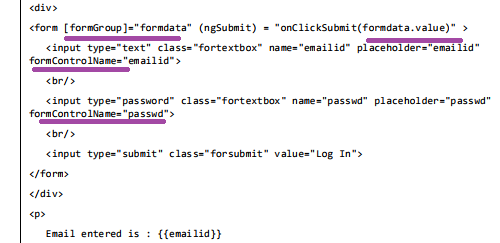 <div>
<form [formGroup]="formdata" (ngSubmit) = "onClickSubmit(formdata.value)" >
<input type="text" class="fortextbox" name="emailid" placeholder="emailid"
formControlName="emailid">
<br/>
<input type="password" class="fortextbox" name="passwd" placeholder="passwd"
formControlName="passwd">
<br/>
<input type="submit" class="forsubmit" value="Log In">
</form>
</div>
<p>
Email entered is : {{emailid}}